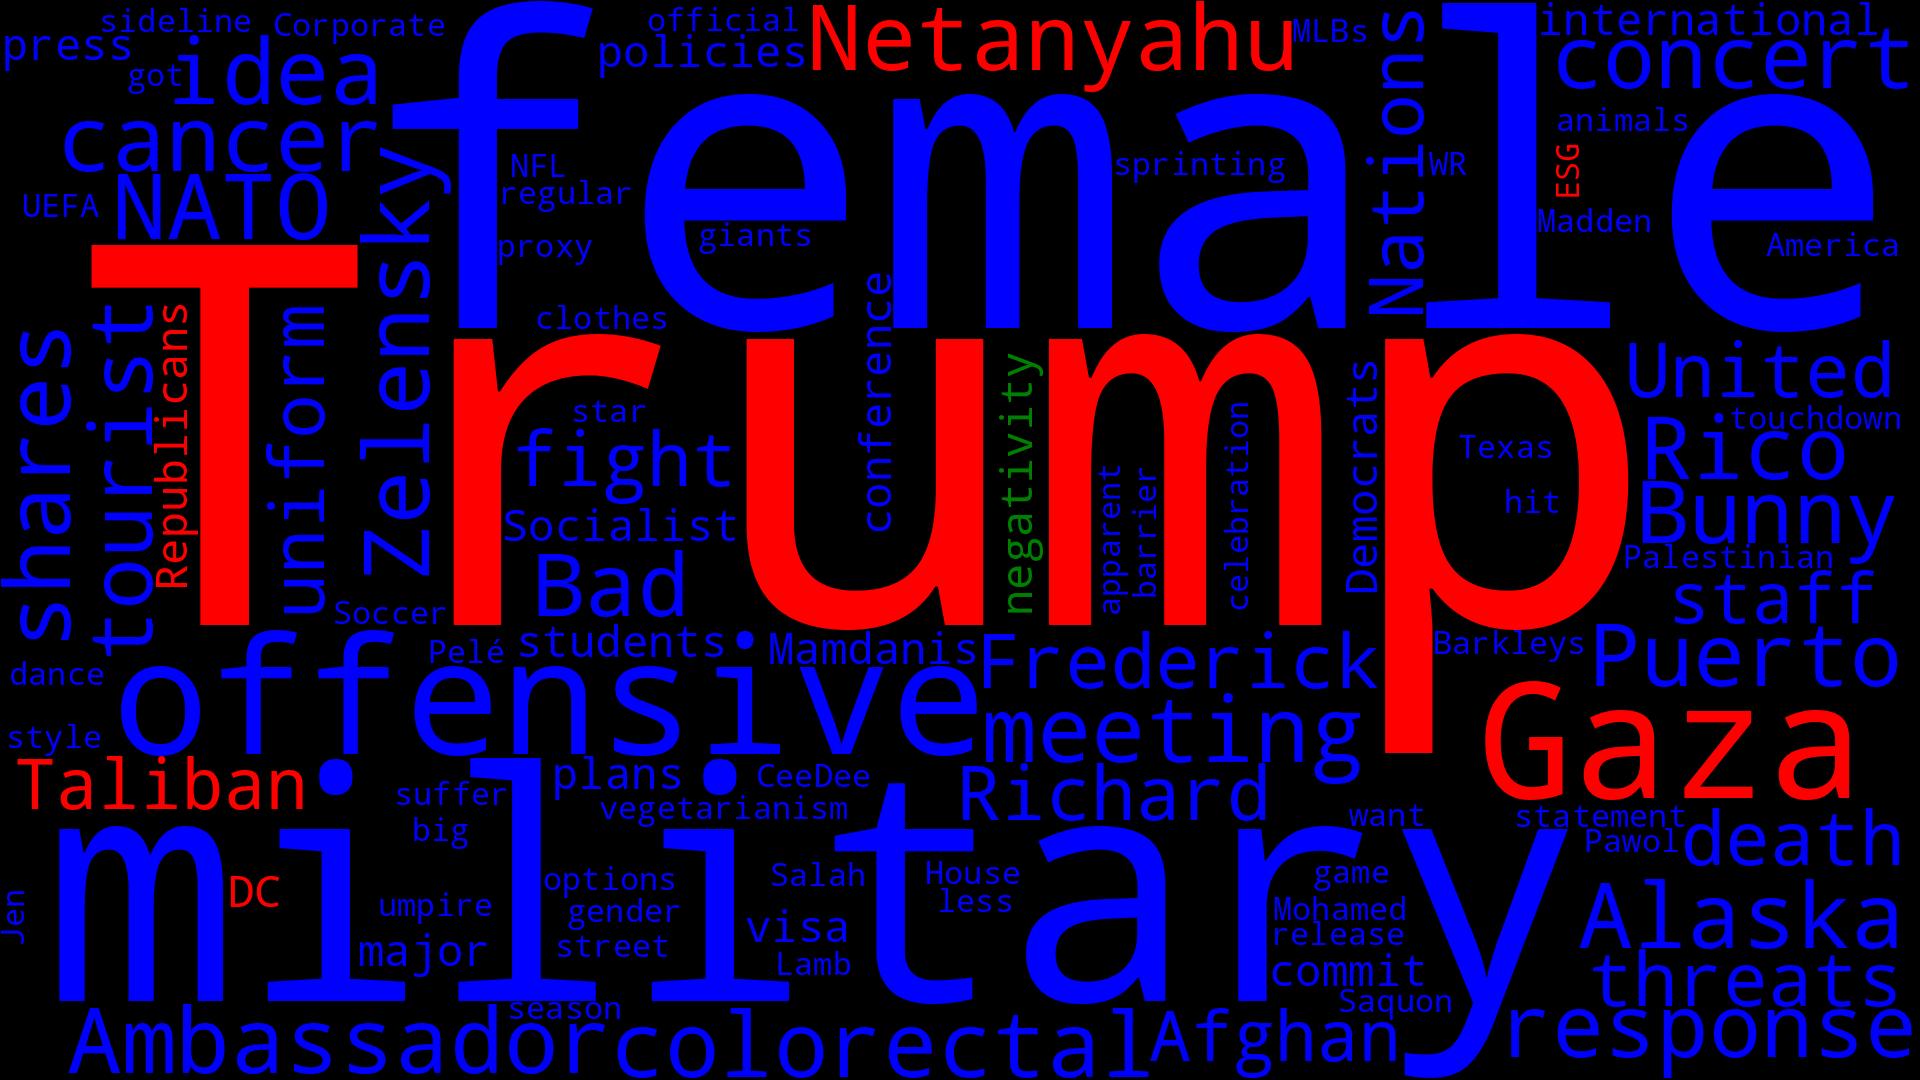 sideline
Corporate
official
Netanyahu
MLBs
international
press
policies
concert
got
idea
female
Nations
cancer
animals
NFL
sprinting
WR
ESG
UEFA
NATO
regular
Zelensky
proxy
giants
Madden
America
Trump
clothes
conference
shares
tourist
Republicans
uniform
United
star
negativity
celebration
Democrats
touchdown
fight
Texas
Rico
Socialist
apparent
barrier
hit
Bunny
Bad
Palestinian
Soccer
staff
students
Pelé
Mamdanis
Frederick
Barkleys
Puerto
dance
offensive
style
meeting
Gaza
Taliban
plans
CeeDee
Richard
suffer
vegetarianism
want
statement
big
military
Pawol
death
DC
options
Salah
House
game
Jen
umpire
gender
less
Mohamed
Alaska
major
street
visa
release
Lamb
commit
threats
season
Saquon
Ambassador
colorectal
Afghan
response